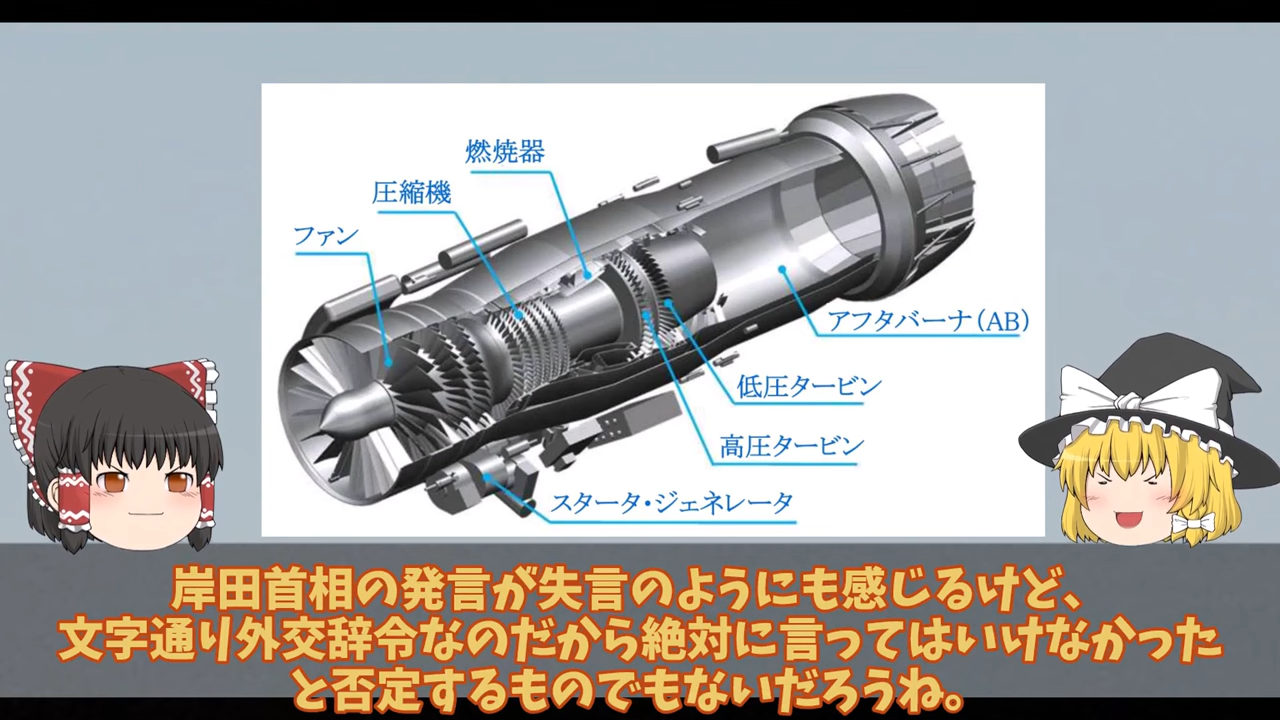 燃焼器
圧縮機
ファン
アフタバーナ(AB)
低圧タービン
高圧タービン
スタータ・ジェネレータ
岸田首相の発言が失言のようにも感じるけど、
文字通り外交辞令なのだから絶対に言ってはいけなかった
と否定するものでもないだろうね。